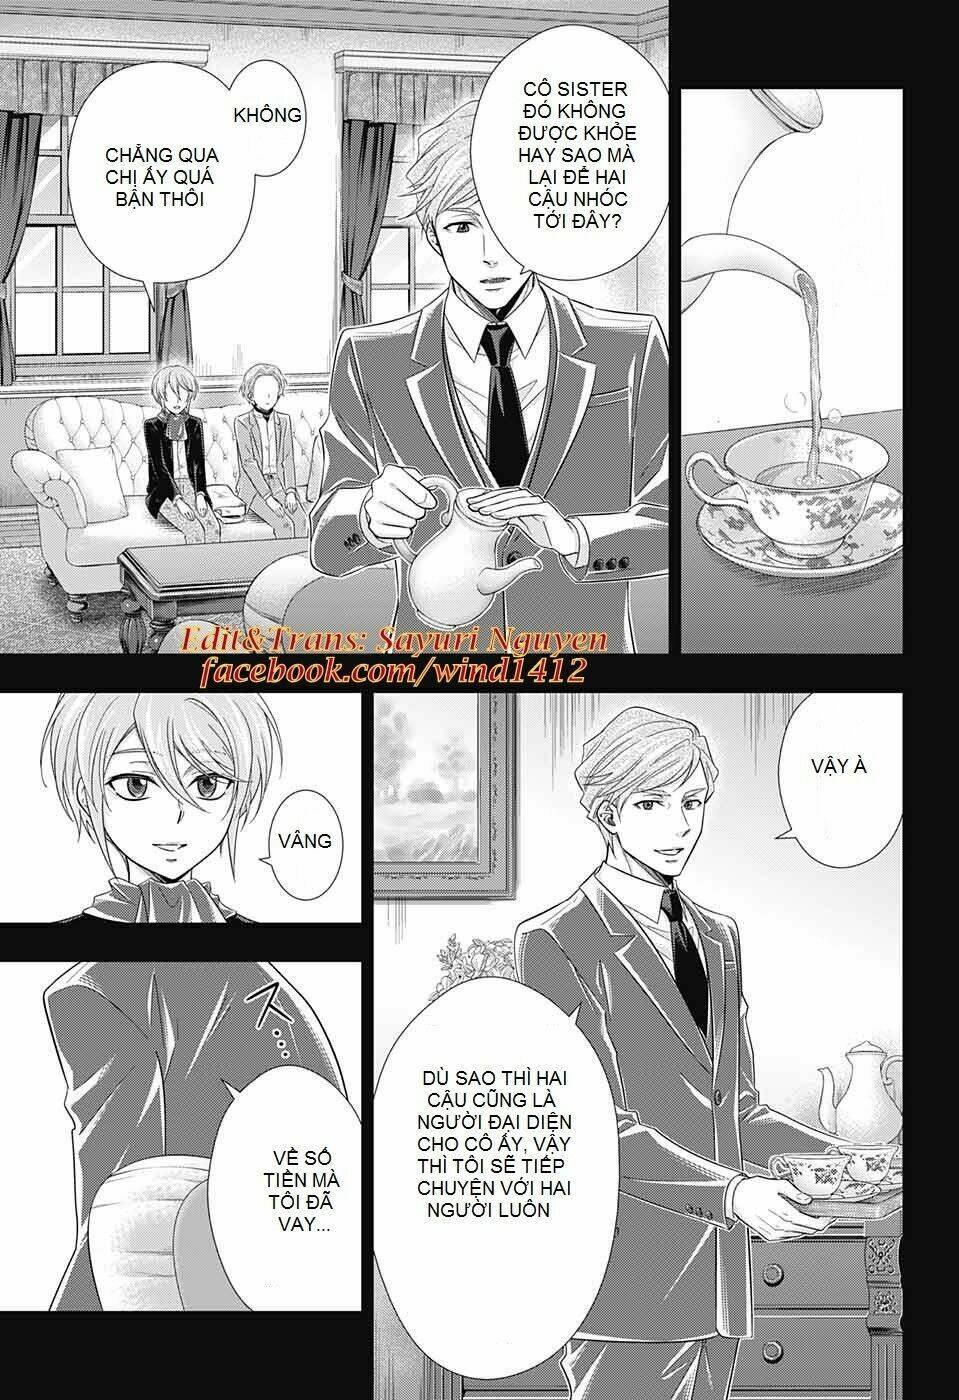 CÔ SISTER
ĐÓ KHÔNG
ĐƯỢC KHỎE
HAY SAO MÀ
LẠI ĐỂ HAI
CẬU NHÓC
TỚI ĐÂY?
KHÔNG
CHẲNG QUA
CHỊ ẤY QUÁ
BẬN THÔI
Edit&Trans: Sayuri Nguyen
facebook.com/wind1412
VẬY À
DÙ SAO THÌ HAI
CẬU CŨNG LÀ
NGƯỜI ĐẠI DIỆN
CHO CÔ ẤY, VẬY
THÌ TÔI SẼ TIẾP
CHUYỆN VỚI HAI
NGƯỜI LUÔN
VÂNG
VỀ SỐ
TIỀN MÀ
TÔI ĐÃ
VAY...